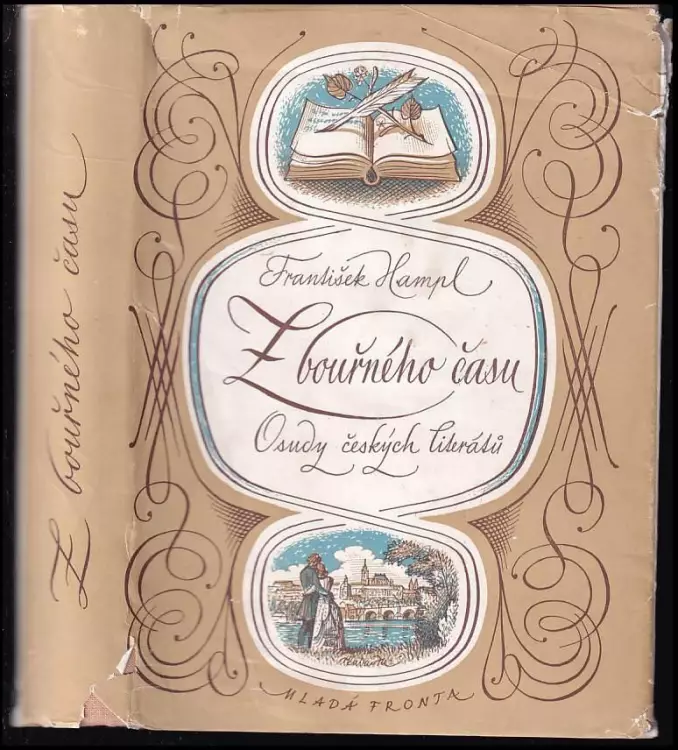 Z bouřného času
František Hampl
Z bouřného času
Osudy českých literátů
MLADÁ FRONTA